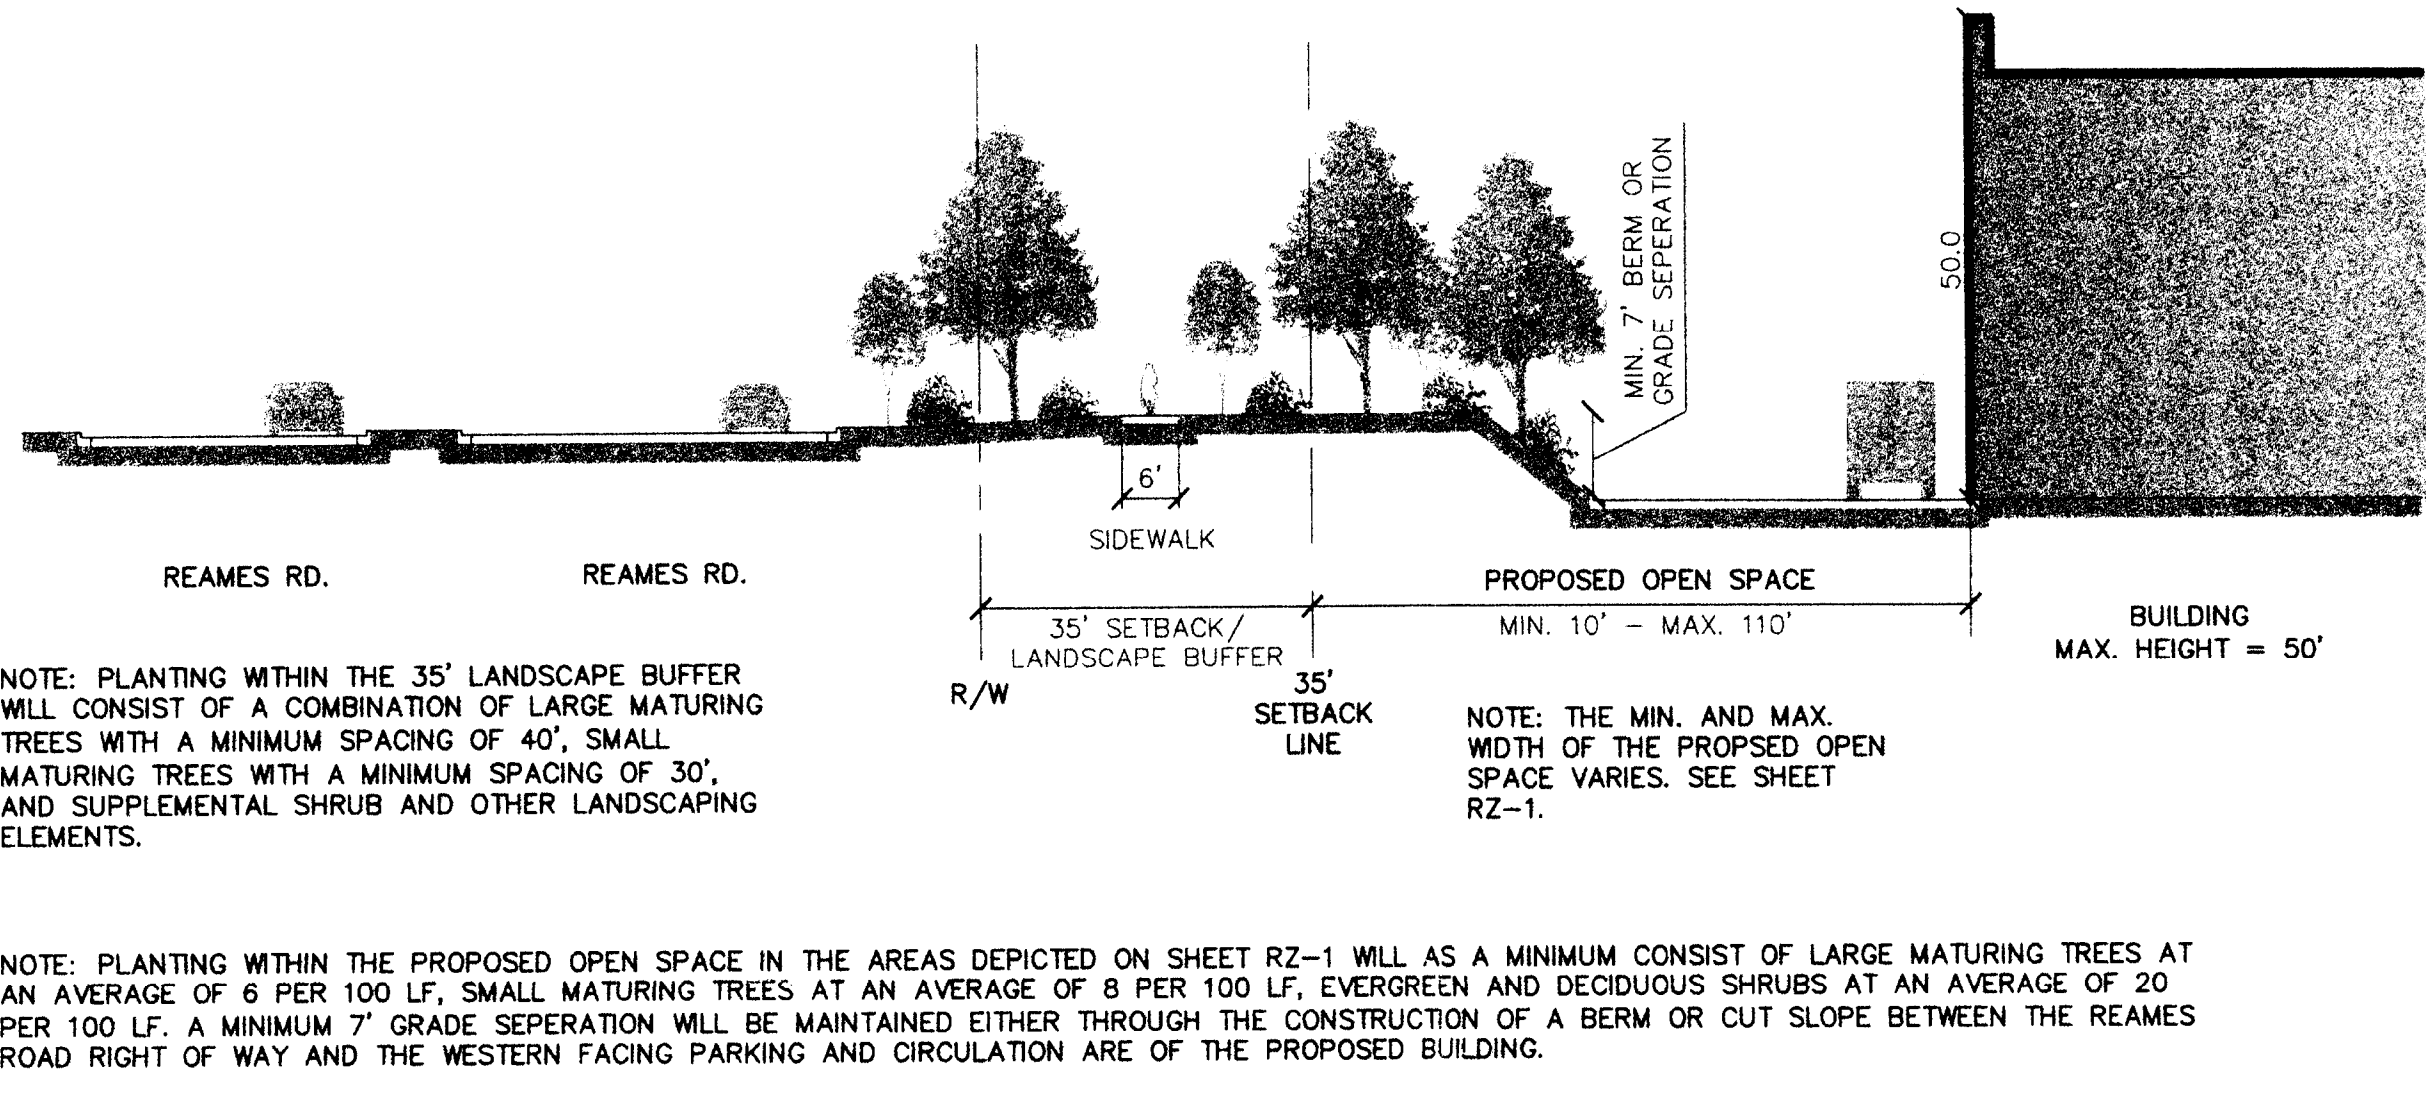 MIN. 7' BERM OR
GRADE SEPERATION
50.0
6'
SIDEWALK
REAMES RD.
REAMES RD.
PROPOSED OPEN SPACE
MIN. 10' – MAX. 110'
BUILDING
MAX. HEIGHT = 50'
35' SETBACK/
LANDSCAPE BUFFER
R/W
35'
SETBACK
LINE
NOTE: PLANTING WITHIN THE 35' LANDSCAPE BUFFER
WILL CONSIST OF A COMBINATION OF LARGE MATURING
TREES WITH A MINIMUM SPACING OF 40', SMALL
MATURING TREES WITH A MINIMUM SPACING OF 30',
AND SUPPLEMENTAL SHRUB AND OTHER LANDSCAPING
ELEMENTS.
NOTE: THE MIN. AND MAX.
WIDTH OF THE PROPSED OPEN
SPACE VARIES. SEE SHEET
RZ–1.
NOTE: PLANTING WITHIN THE PROPOSED OPEN SPACE IN THE AREAS DEPICTED ON SHEET RZ–1 WILL AS A MINIMUM CONSIST OF LARGE MATURING TREES AT
AN AVERAGE OF 6 PER 100 LF, SMALL MATURING TREES AT AN AVERAGE OF 8 PER 100 LF, EVERGREEN AND DECIDUOUS SHRUBS AT AN AVERAGE OF 20
PER 100 LF. A MINIMUM 7' GRADE SEPERATION WILL BE MAINTAINED EITHER THROUGH THE CONSTRUCTION OF A BERM OR CUT SLOPE BETWEEN THE REAMES
ROAD RIGHT OF WAY AND THE WESTERN FACING PARKING AND CIRCULATION ARE OF THE PROPOSED BUILDING.